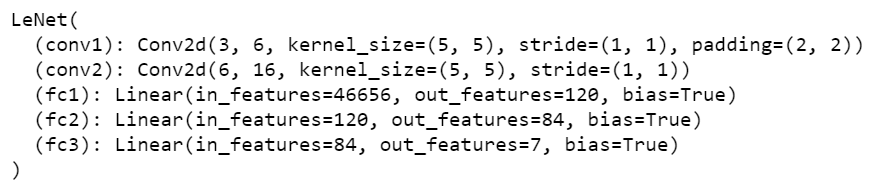 LeNet(
  (conv1): Conv2d(3, 6, kernel_size=(5, 5), stride=(1, 1), padding=(2, 2))
  (conv2): Conv2d(6, 16, kernel_size=(5, 5), stride=(1, 1))
  (fc1): Linear(in_features=46656, out_features=120, bias=True)
  (fc2): Linear(in_features=120, out_features=84, bias=True)
  (fc3): Linear(in_features=84, out_features=7, bias=True)
)